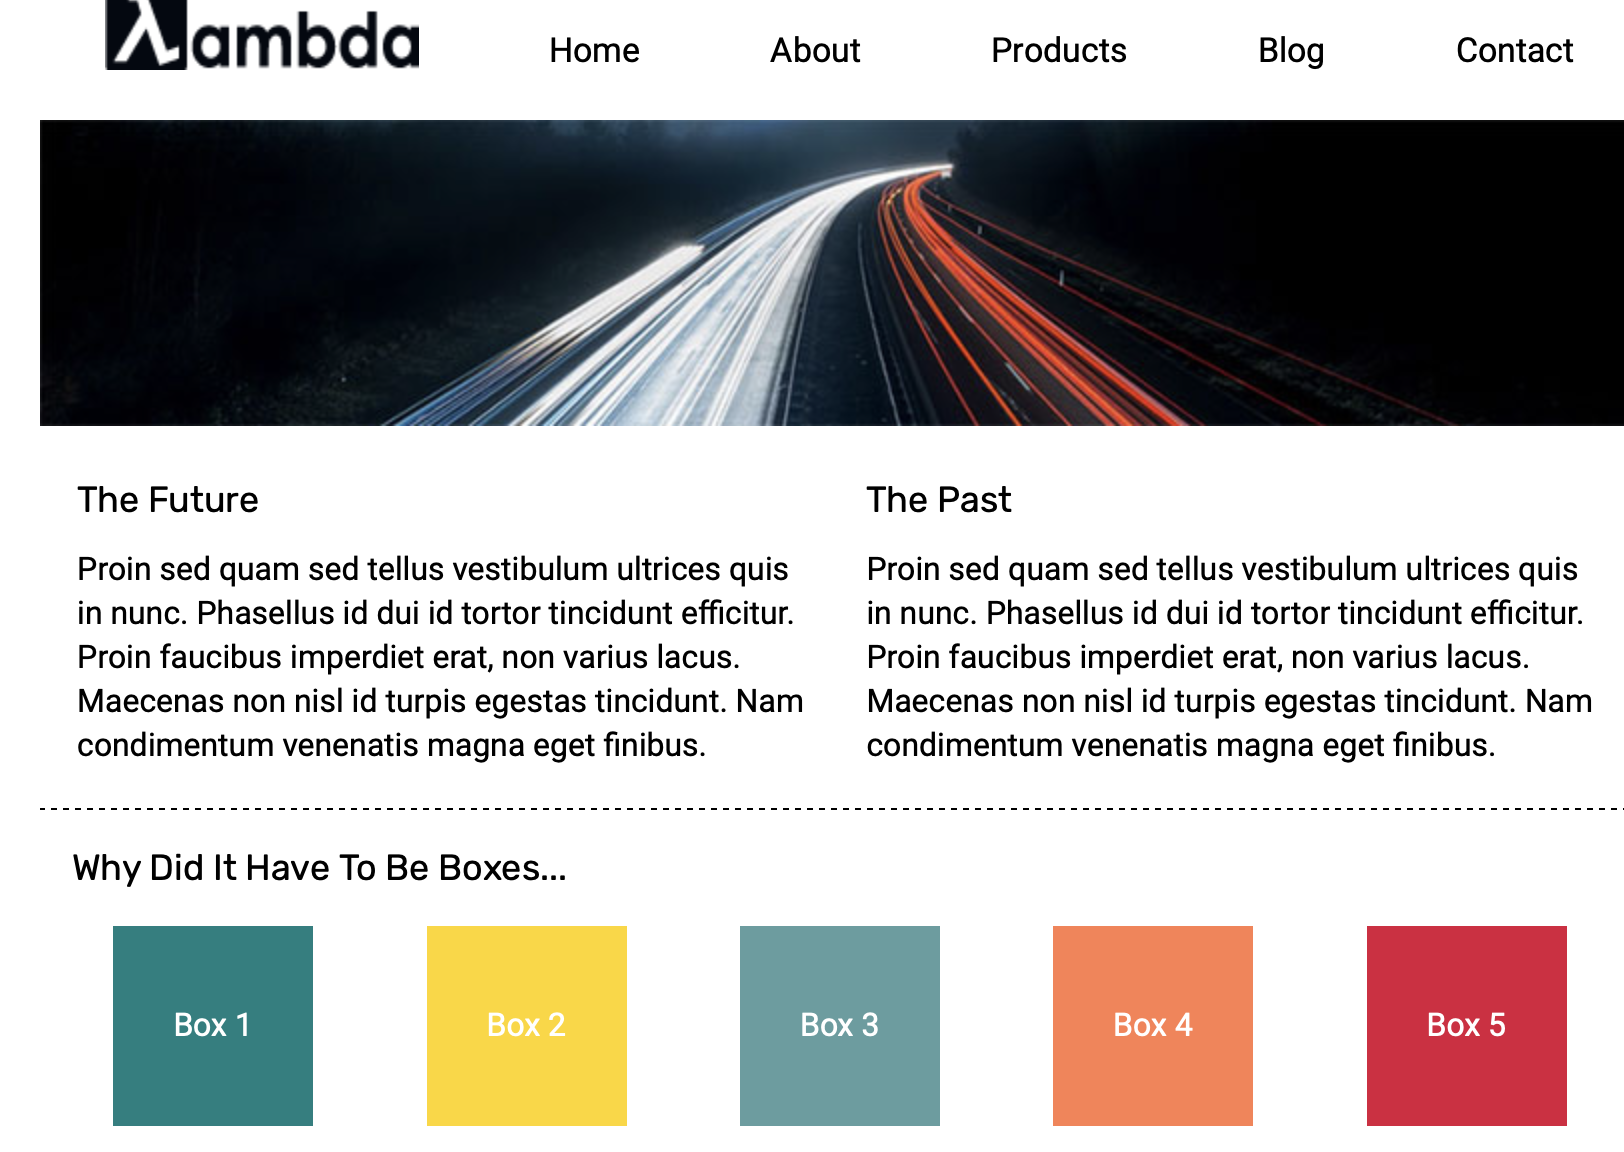 λambda
Home About Products Blog Contact
The Future
Proin sed quam sed tellus vestibulum ultrices quis
in nunc. Phasellus id dui id tortor tincidunt efficitur.
Proin faucibus imperdiet erat, non varius lacus.
Maecenas non nisl id turpis egestas tincidunt. Nam
condimentum venenatis magna eget finibus.
The Past
Proin sed quam sed tellus vestibulum ultrices quis
in nunc. Phasellus id dui id tortor tincidunt efficitur.
Proin faucibus imperdiet erat, non varius lacus.
Maecenas non nisl id turpis egestas tincidunt. Nam
condimentum venenatis magna eget finibus.
Why Did It Have To Be Boxes...
Box 1 Box 2 Box 3 Box 4 Box 5